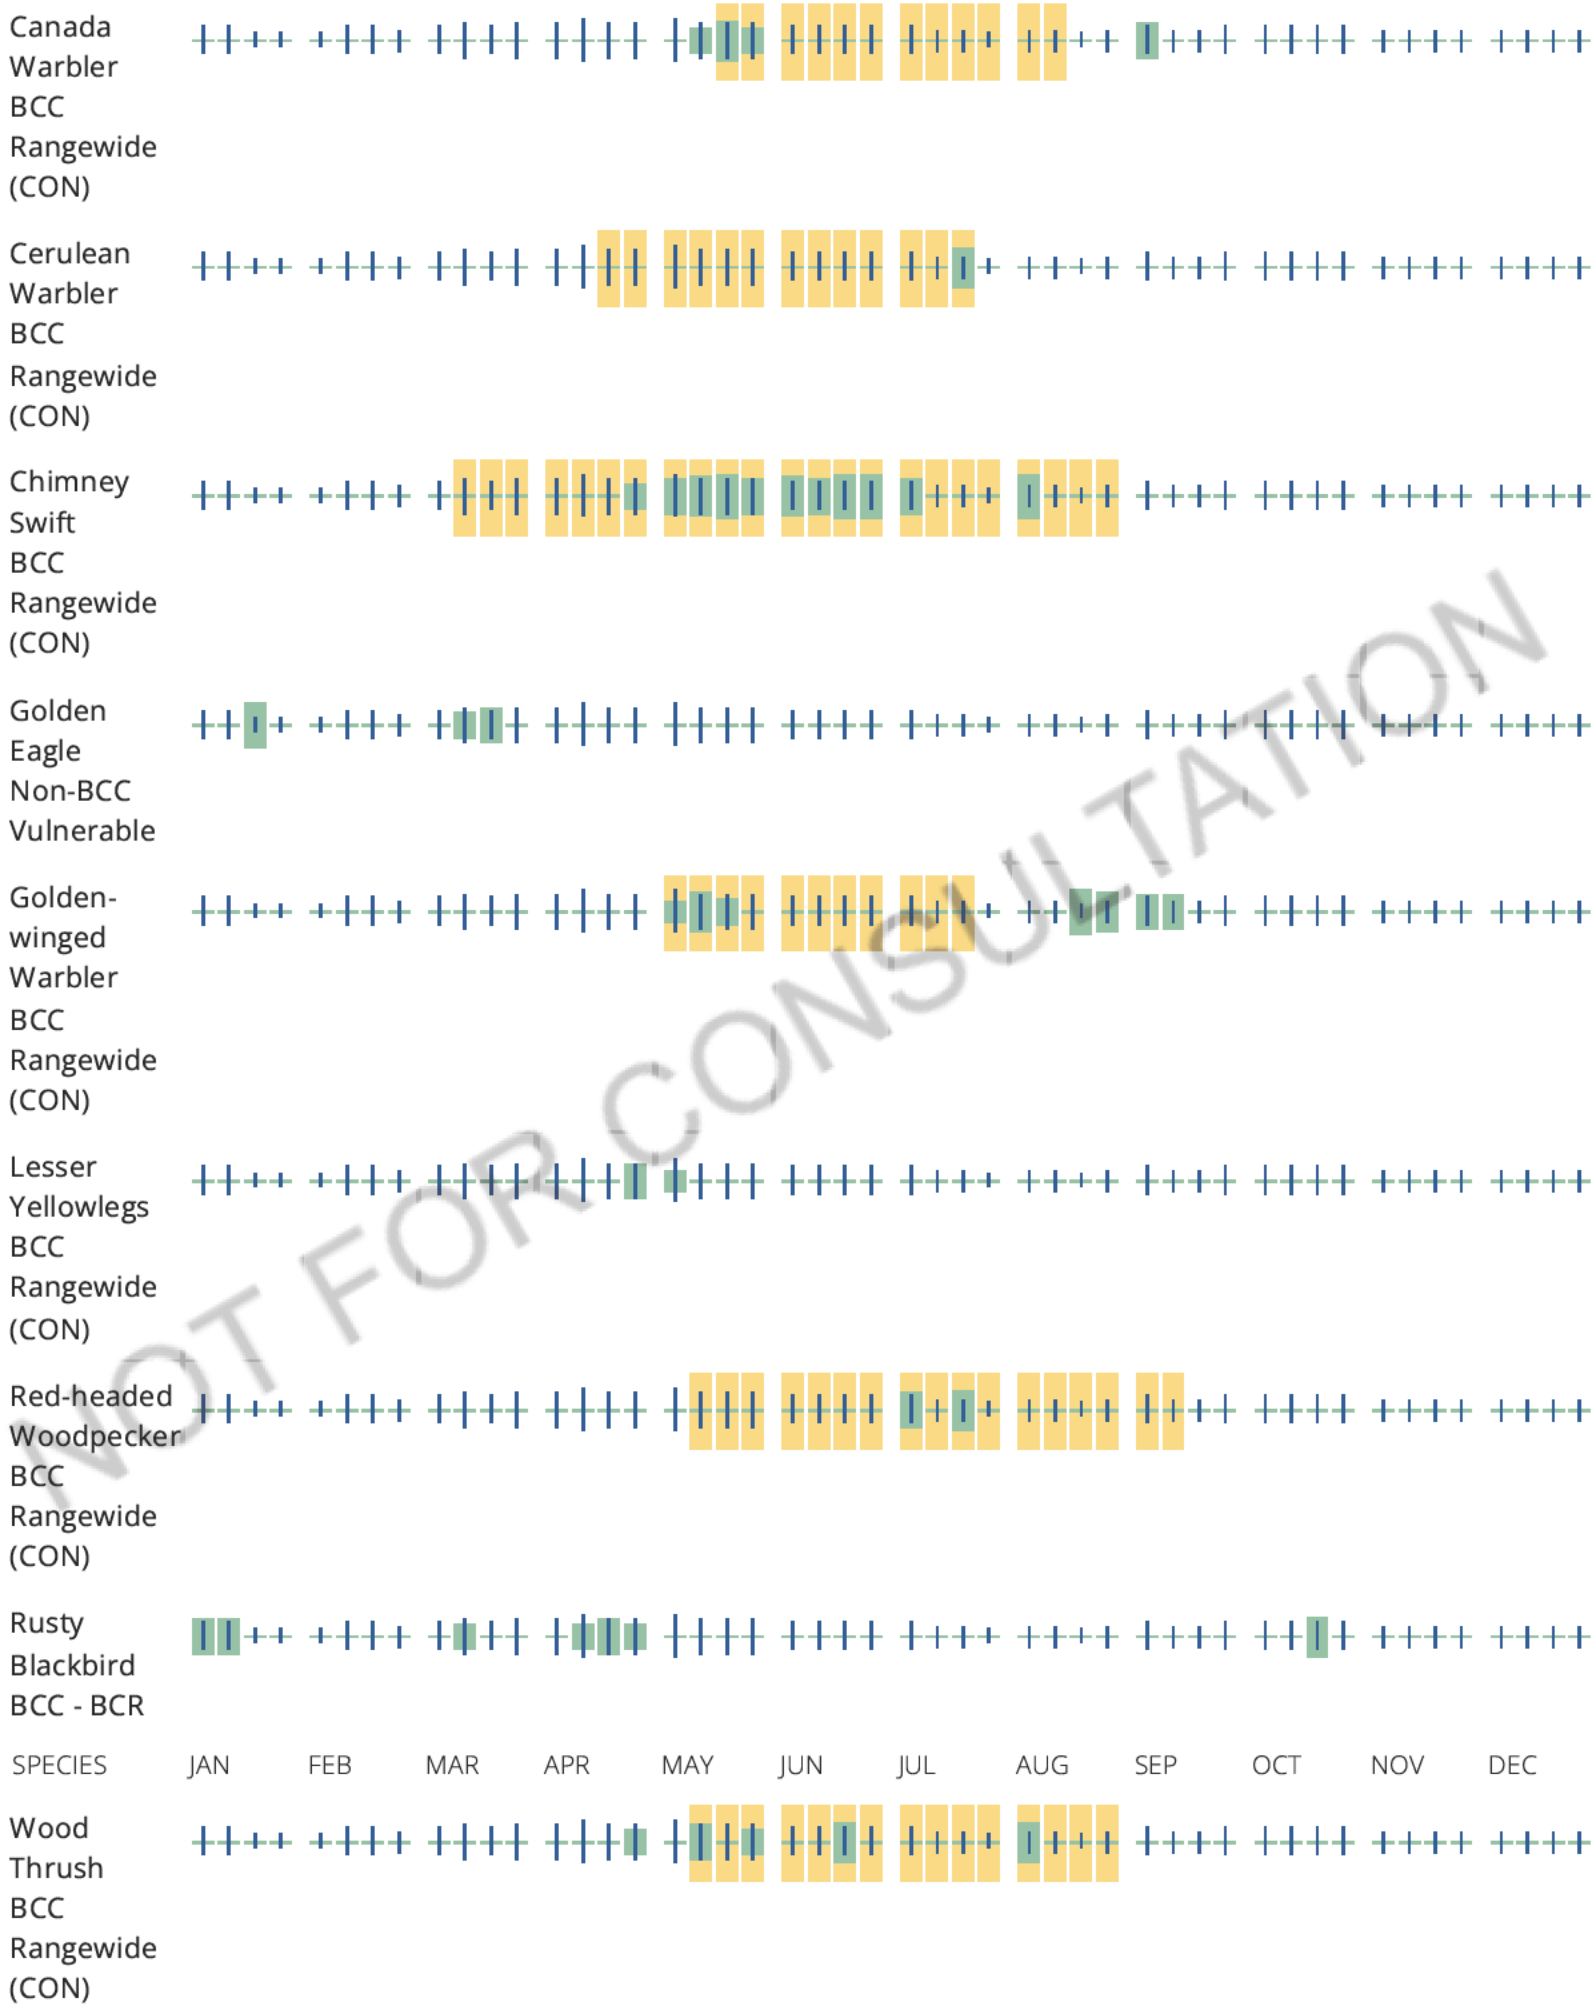 Canada
Warbler
BCC
Rangewide
(CON)
Cerulean
Warbler
BCC
Rangewide
(CON)
Chimney
Swift
BCC
Rangewide
(CON)
Golden
Eagle
Non-BCC
Vulnerable
Golden-
winged
Warbler
BCC
Rangewide
(CON)
Lesser
Yellowlegs
BCC
Rangewide
(CON)
Red-headed
Woodpecker
BCC
Rangewide
(CON)
Rusty
Blackbird
BCC - BCR
SPECIES JAN FEB MAR APR MAY JUN JUL AUG SEP OCT NOV DEC
Wood
Thrush
BCC
Rangewide
(CON)
NOT FOR CONSULTATION